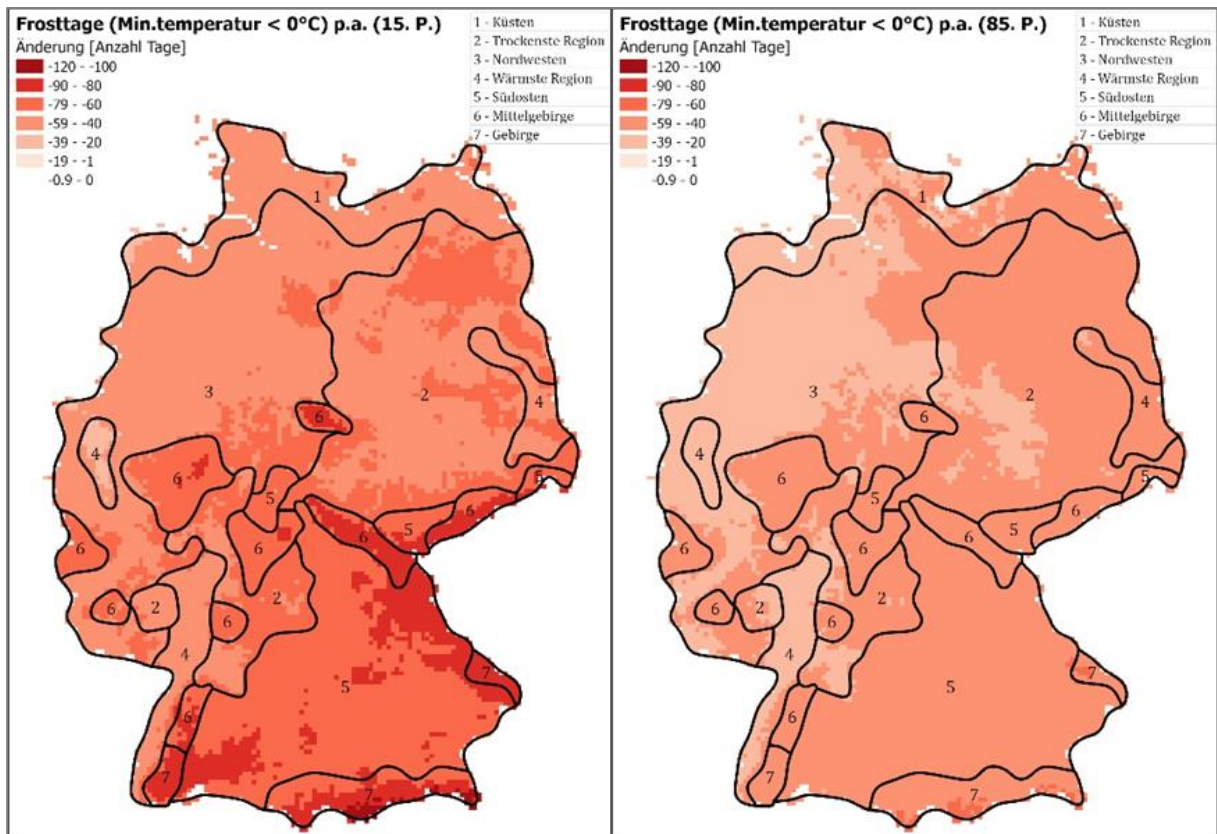 Frosttage (Min.temperatur < 0°C) p.a. (15. P.)
Änderung [Anzahl Tage]
-120 - -100
-90 - -80
-79 - -60
-59 - -40
-39 - -20
-19 - -1
-0.9 - 0
1 - Küsten
2 - Trockenste Region
3 - Nordwesten
4 - Wärmste Region
5 - Südosten
6 - Mittelgebirge
7 - Gebirge
1
3
2
4
6
4
6
5
5
6
5
6
6
6
6
2
2
6
4
7
5
6
7
7
Frosttage (Min.temperatur < 0°C) p.a. (85. P.)
Änderung [Anzahl Tage]
-120 - -100
-90 - -80
-79 - -60
-59 - -40
-39 - -20
-19 - -1
-0.9 - 0
1 - Küsten
2 - Trockenste Region
3 - Nordwesten
4 - Wärmste Region
5 - Südosten
6 - Mittelgebirge
7 - Gebirge
1
3
2
4
6
4
6
5
5
6
5
6
6
6
6
2
2
6
4
7
5
6
7
7